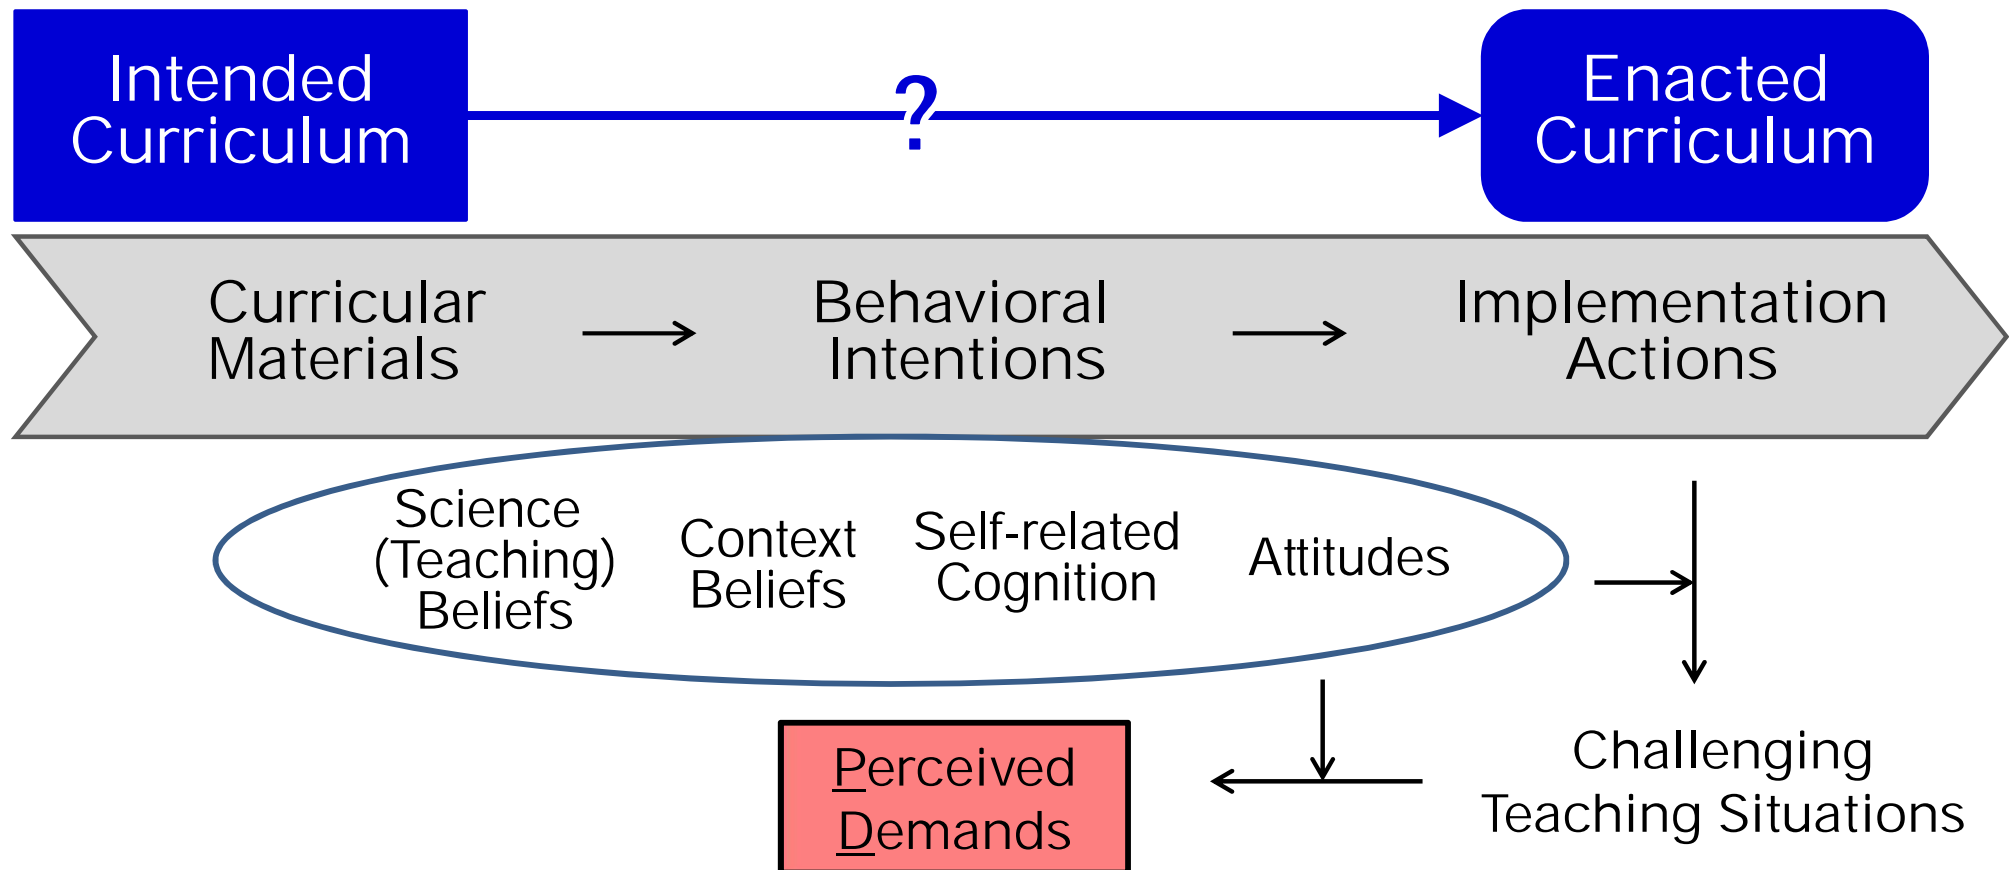 Intended
Curriculum
?
Enacted
Curriculum
Curricular
Materials
Behavioral
Intentions
Implementation
Actions
Science
(Teaching)
Beliefs
Context
Beliefs
Self-related
Cognition
Attitudes
Perceived
Demands
Challenging
Teaching Situations